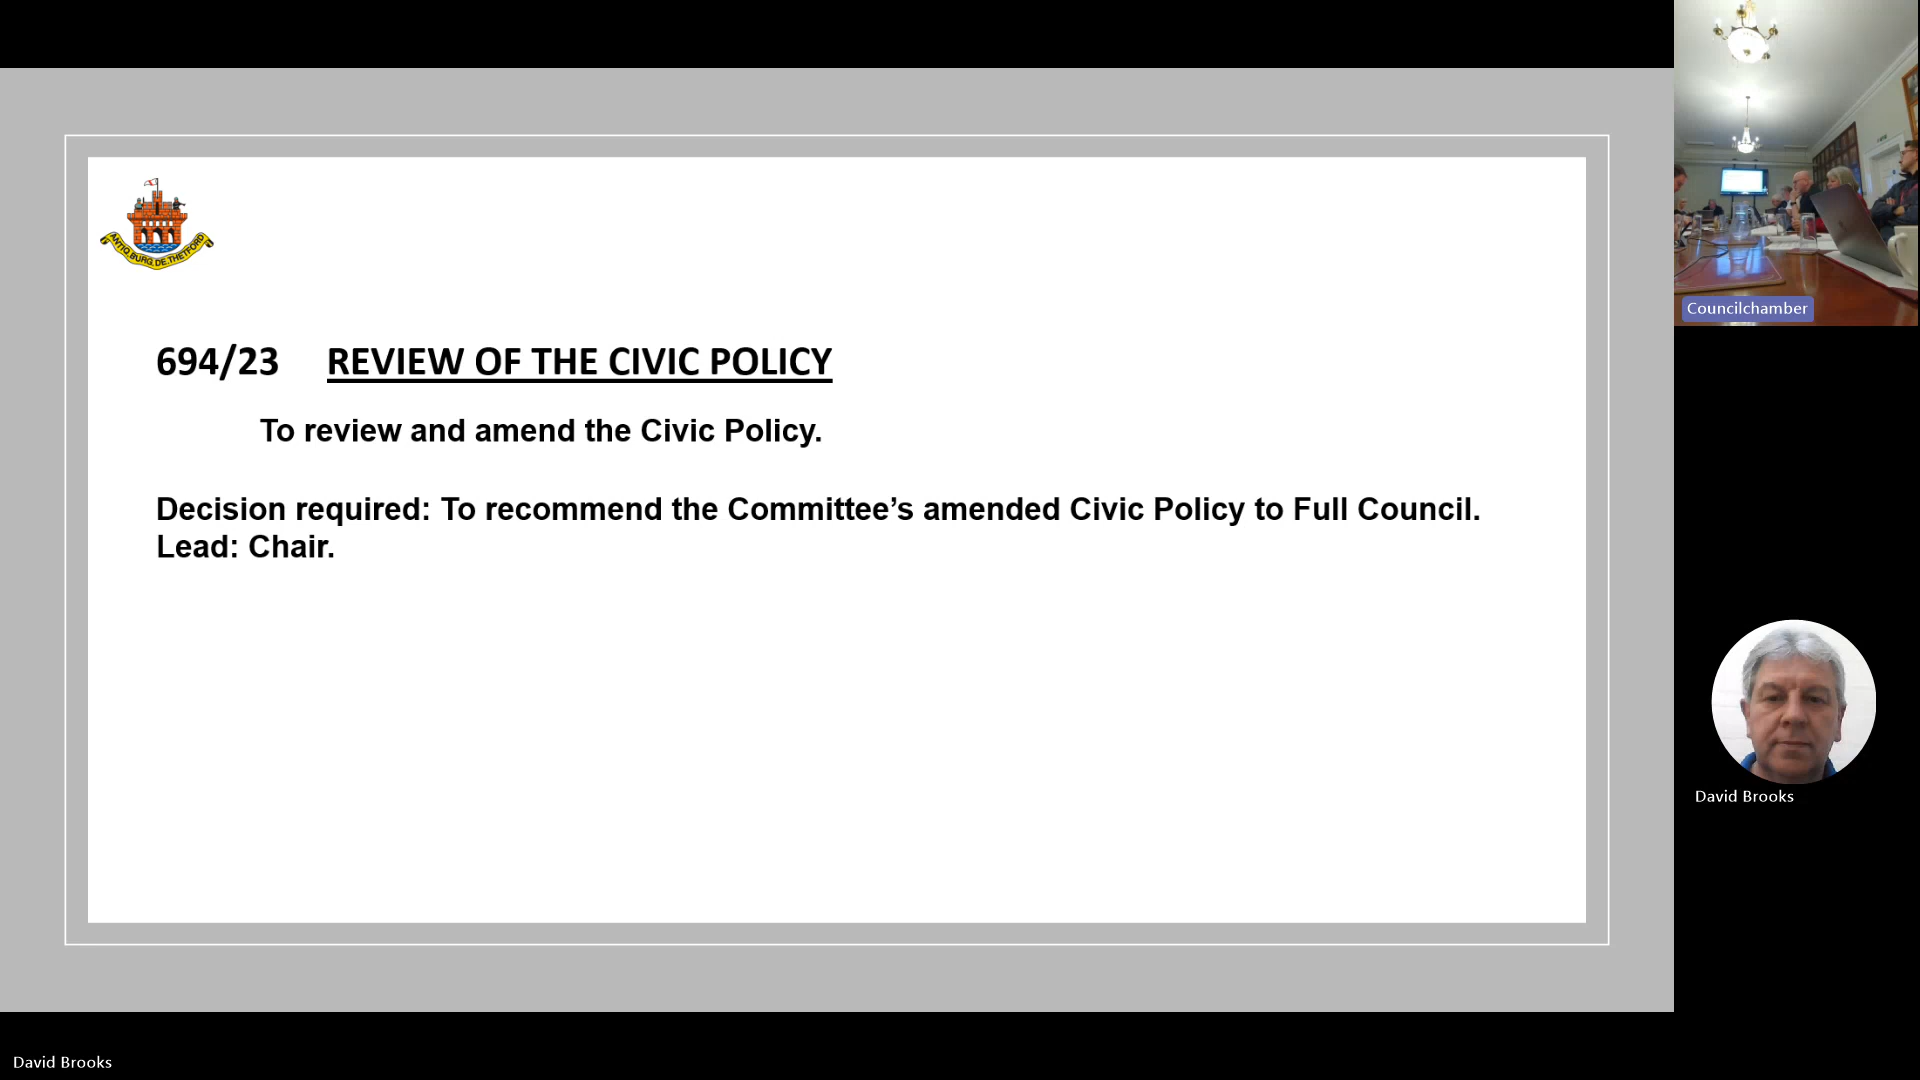 ANTIQ. BURG. DE. THETFORD
694/23 REVIEW OF THE CIVIC POLICY
To review and amend the Civic Policy.
Decision required: To recommend the Committee’s amended Civic Policy to Full Council.
Lead: Chair.
Councilchamber
David Brooks
David Brooks